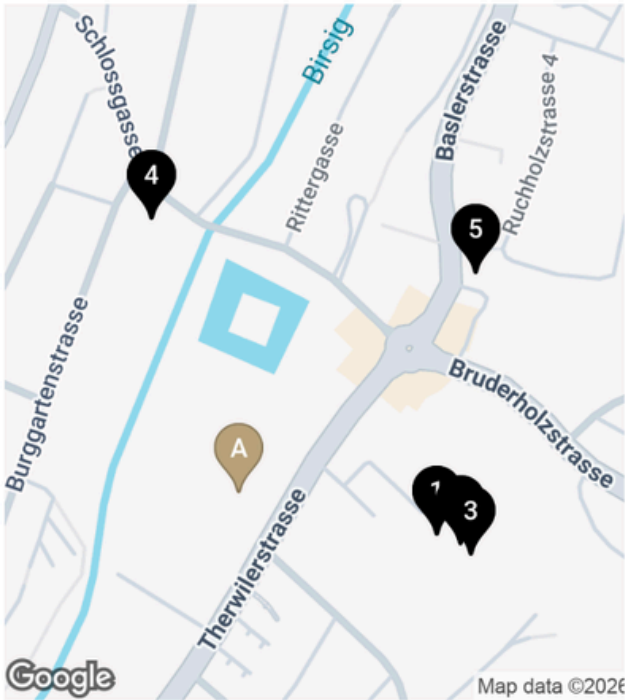 Schlossgasse
Birsig
Baslerstrasse
Ruchholzstrasse 4
Rittergasse
4
5
Burggartenstrasse
Bruderholzstrasse
A
1
3
Therwilerstrasse
Google
Map data ©2026